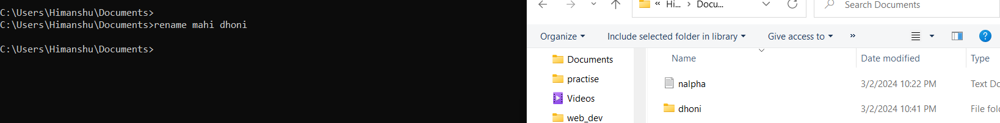 C:\Users\Himanshu\Documents>
C:\Users\Himanshu\Documents>rename mahi dhoni
C:\Users\Himanshu\Documents>
« Hi... > Docu...
Search Documents
Organize
Include selected folder in library
Give access to
»
?
Documents
practise
Videos
web_dev
Name Date modified Type
nalpha 3/2/2024 10:22 PM Text Do
dhoni 3/2/2024 10:41 PM File fold